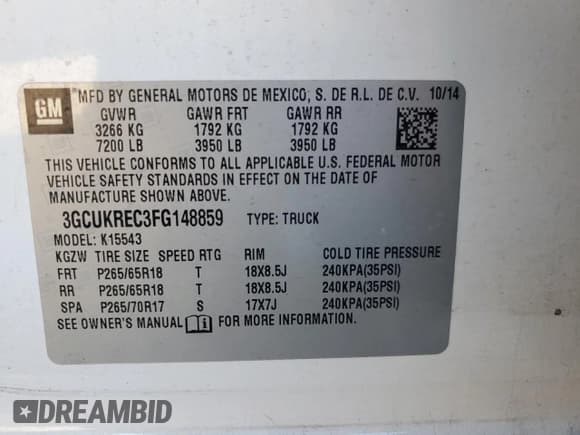 GM
MFD BY GENERAL MOTORS DE MEXICO, S. DE R.L. DE C.V. 10/14
GVWR GAWR FRT GAWR RR
3266 KG 1792 KG 1792 KG
7200 LB 3950 LB 3950 LB
THIS VEHICLE CONFORMS TO ALL APPLICABLE U.S. FEDERAL MOTOR
VEHICLE SAFETY STANDARDS IN EFFECT ON THE DATE OF
MANUFACTURE SHOWN ABOVE.
3GCUKREC3FG148859 TYPE: TRUCK
MODEL: K15543
KGZW TIRE SIZE SPEED RTG RIM COLD TIRE PRESSURE
FRT P265/65R18 T 18X8.5J 240KPA(35PSI)
RR P265/65R18 T 18X8.5J 240KPA(35PSI)
SPA P265/70R17 S 17X7J 240KPA(35PSI)
SEE OWNER'S MANUAL i FOR MORE INFORMATION.
DREAMBID